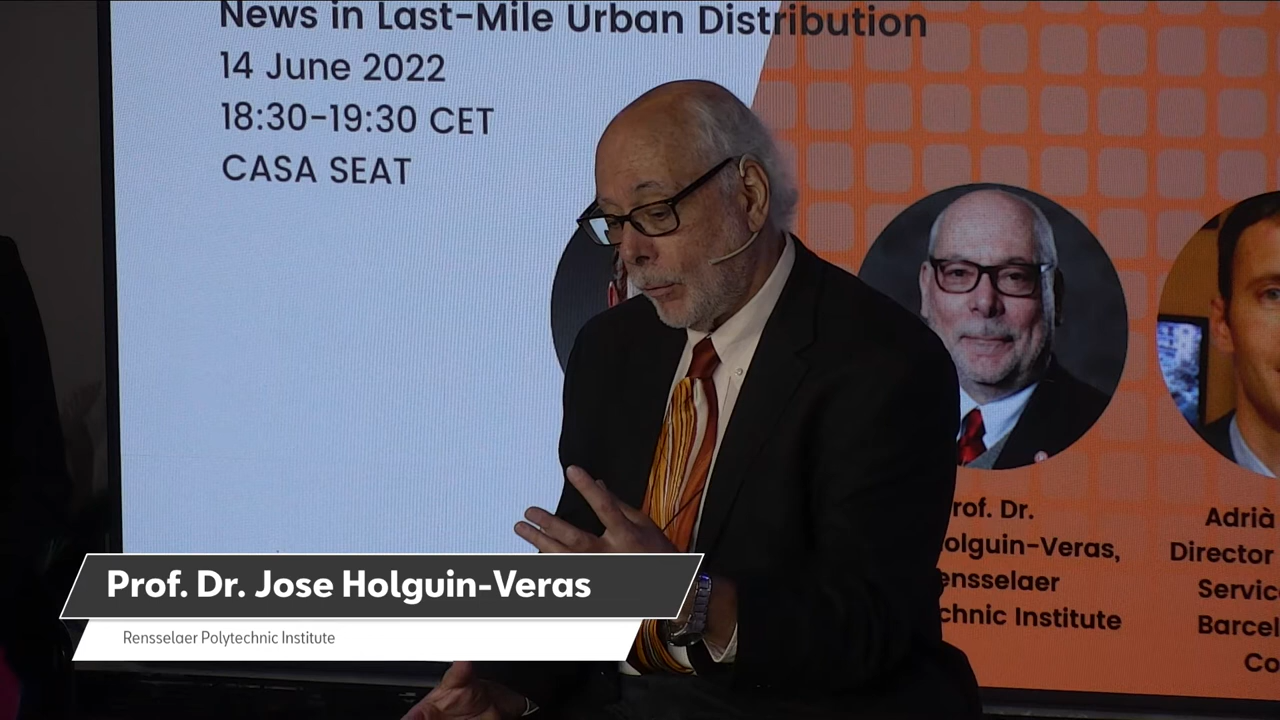 News in Last-Mile Urban Distribution
14 June 2022
18:30-19:30 CET
CASA SEAT
rof. Dr.
olguin-Veras,
ensselaer
chnic Institute
Adrià
Director
Servic
Barcel
Co
Prof. Dr. Jose Holguin-Veras
Rensselaer Polytechnic Institute